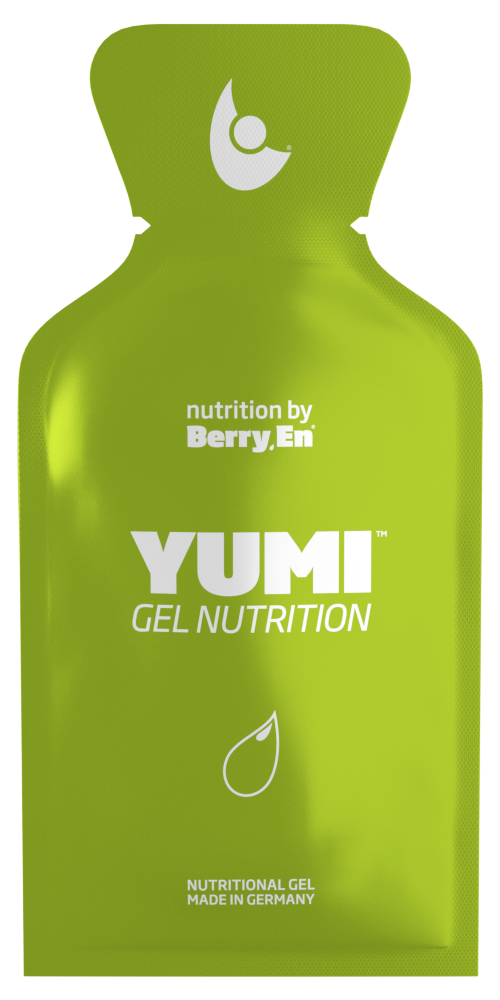 nutrition by
Berry.En®
YUMI™
GEL NUTRITION
NUTRITIONAL GEL
MADE IN GERMANY